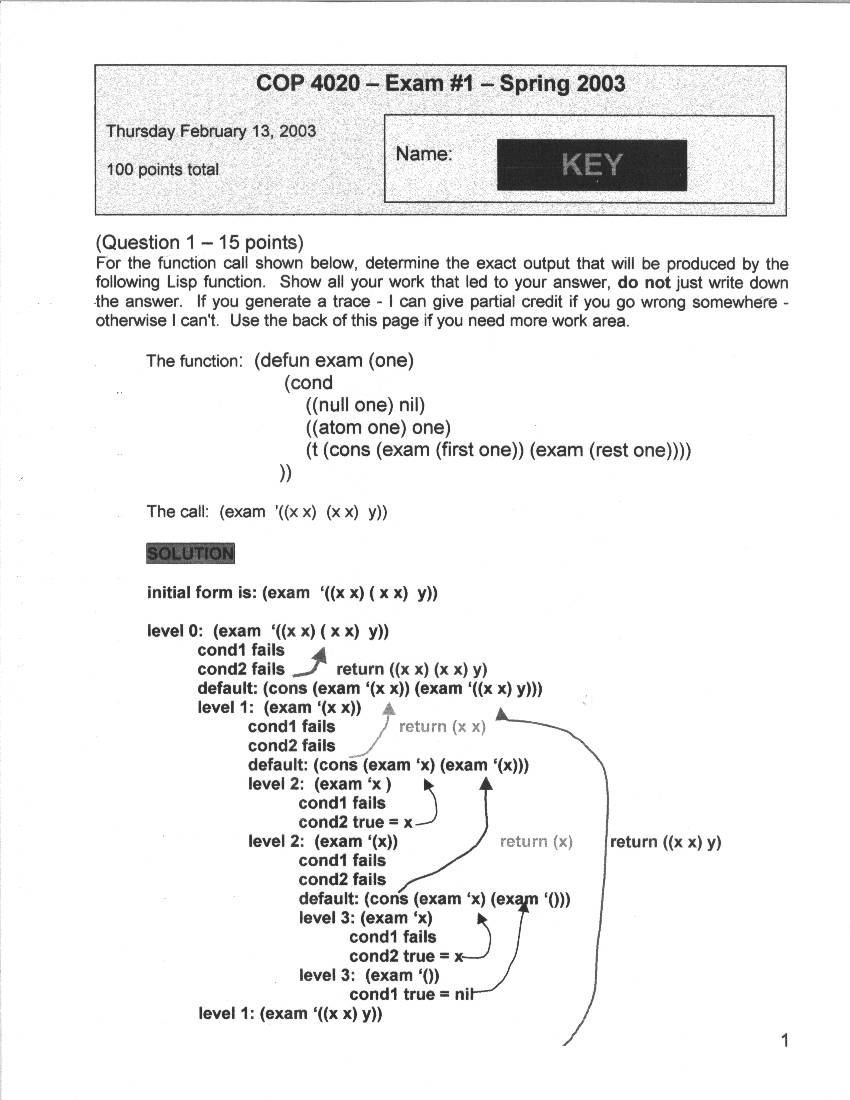 COP 4020 – Exam #1 – Spring 2003
Thursday February 13, 2003
100 points total
Name:
KEY
(Question 1 – 15 points)
For the function call shown below, determine the exact output that will be produced by the
following Lisp function. Show all your work that led to your answer, do not just write down
the answer. If you generate a trace - I can give partial credit if you go wrong somewhere -
otherwise I can't. Use the back of this page if you need more work area.
The function: (defun exam (one)
(cond
((null one) nil)
((atom one) one)
(t (cons (exam (first one)) (exam (rest one))))
))
The call: (exam '((x x) (x x) y))
SOLUTION
initial form is: (exam ‘((x x) ( x x) y))
level 0: (exam ‘((x x) ( x x) y))
cond1 fails
cond2 fails return ((x x) (x x) y)
default: (cons (exam ‘(x x)) (exam ‘((x x) y)))
level 1: (exam ‘(x x))
cond1 fails return (x x)
cond2 fails
default: (cons (exam ‘x) (exam ‘(x)))
level 2: (exam ‘x )
cond1 fails
cond2 true = x
level 2: (exam ‘(x)) return (x) return ((x x) y)
cond1 fails
cond2 fails
default: (cons (exam ‘x) (exam ‘()))
level 3: (exam ‘x)
cond1 fails
cond2 true = x
level 3: (exam ‘())
cond1 true = nil
level 1: (exam ‘((x x) y))
1